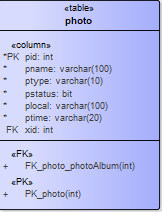 «table»
photo
«column»
*PK pid: int
* pname: varchar(100)
* ptype: varchar(10)
* pstatus: bit
* plocal: varchar(100)
* ptime: varchar(20)
FK xid: int
«FK»
+ FK_photo_photoAlbum(int)
«PK»
+ PK_photo(int)